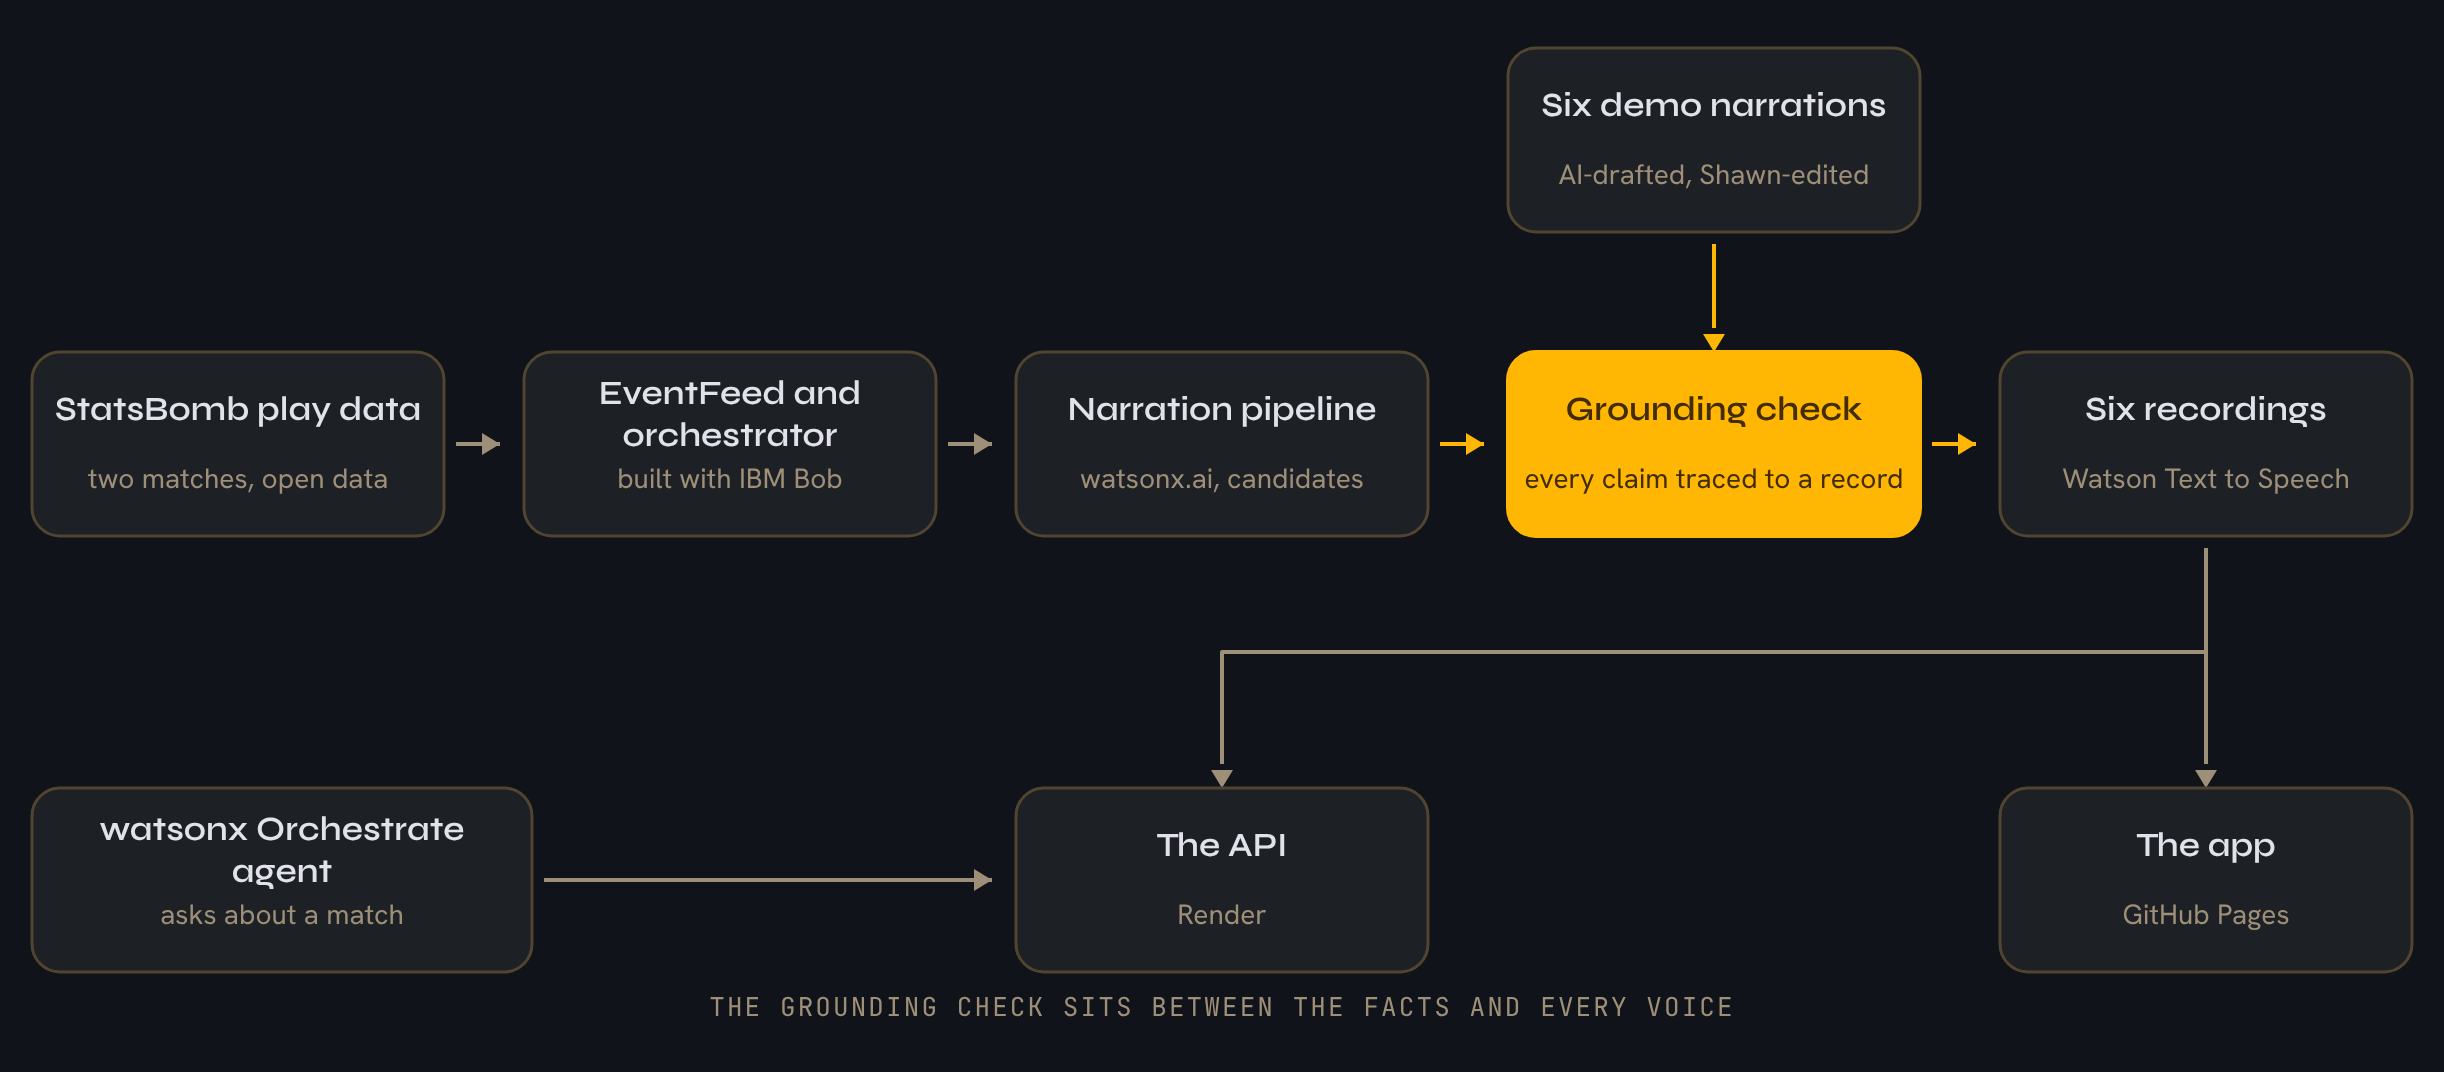 Six demo narrations
AI-drafted, Shawn-edited
StatsBomb play data
two matches, open data
EventFeed and
orchestrator
built with IBM Bob
Narration pipeline
watsonx.ai, candidates
Grounding check
every claim traced to a record
Six recordings
Watson Text to Speech
watsonx Orchestrate
agent
asks about a match
The API
Render
The app
GitHub Pages
THE GROUNDING CHECK SITS BETWEEN THE FACTS AND EVERY VOICE